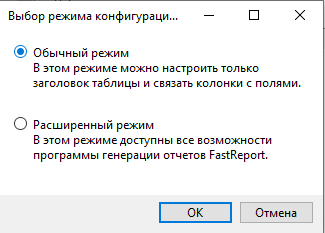 Выбор режима конфигураци...
Обычный режим
В этом режиме можно настроить только
заголовок таблицы и связать колонки с полями.
Расширенный режим
В этом режиме доступны все возможности
программы генерации отчетов FastReport.
OK
Отмена